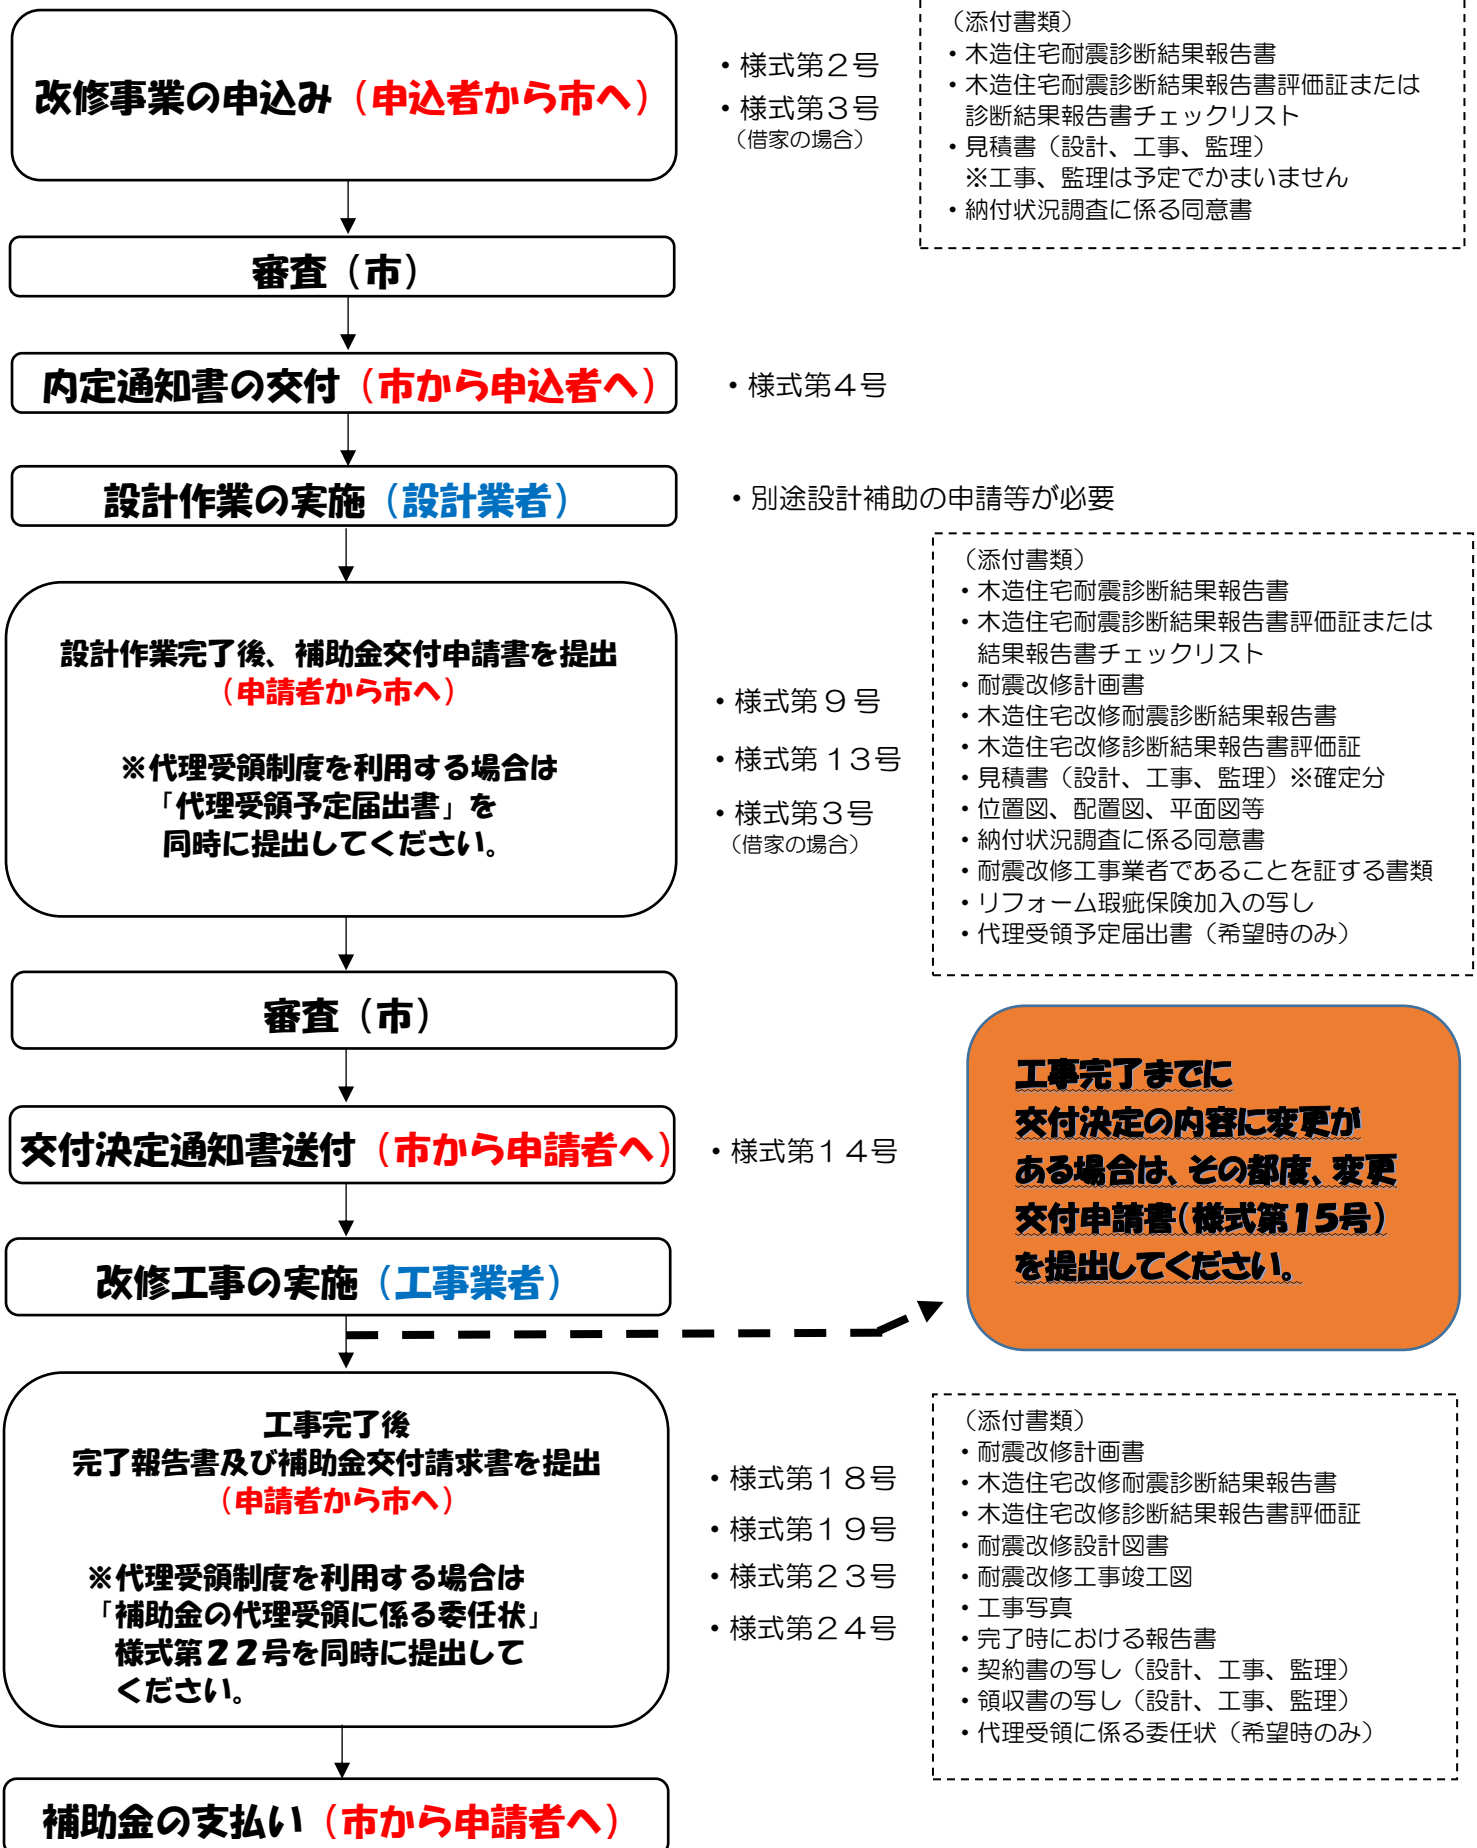 改修事業の申込み（申込者から市へ）
・様式第２号
・様式第３号
（借家の場合）
（添付書類）
・木造住宅耐震診断結果報告書
・木造住宅耐震診断結果報告書評価証または
診断結果報告書チェックリスト
・見積書（設計、工事、監理）
※工事、監理は予定でかまいません
・納付状況調査に係る同意書
審査（市）
内定通知書の交付（市から申込者へ）
・様式第４号
設計作業の実施（設計業者）
・別途設計補助の申請等が必要
設計作業完了後、補助金交付申請書を提出
（申請者から市へ）
※代理受領制度を利用する場合は
「代理受領予定届出書」を
同時に提出してください。
・様式第９号
・様式第１３号
・様式第３号
（借家の場合）
（添付書類）
・木造住宅耐震診断結果報告書
・木造住宅耐震診断結果報告書評価証または
結果報告書チェックリスト
・耐震改修計画書
・木造住宅改修耐震診断結果報告書
・木造住宅改修診断結果報告書評価証
・見積書（設計、工事、監理）※確定分
・位置図、配置図、平面図等
・納付状況調査に係る同意書
・耐震改修工事業者であることを証する書類
・リフォーム瑕疵保険加入の写し
・代理受領予定届出書（希望時のみ）
審査（市）
交付決定通知書送付（市から申請者へ）
・様式第１４号
改修工事の実施（工事業者）
工事完了までに
交付決定の内容に変更が
ある場合は、その都度、変更
交付申請書（様式第15号）
を提出してください。
工事完了後
完了報告書及び補助金交付請求書を提出
（申請者から市へ）
※代理受領制度を利用する場合は
「補助金の代理受領に係る委任状」
様式第２２号を同時に提出して
ください。
・様式第１８号
・様式第１９号
・様式第２３号
・様式第２４号
（添付書類）
・耐震改修計画書
・木造住宅改修耐震診断結果報告書
・木造住宅改修診断結果報告書評価証
・耐震改修設計図書
・耐震改修工事竣工図
・工事写真
・完了時における報告書
・契約書の写し（設計、工事、監理）
・領収書の写し（設計、工事、監理）
・代理受領に係る委任状（希望時のみ）
補助金の支払い（市から申請者へ）